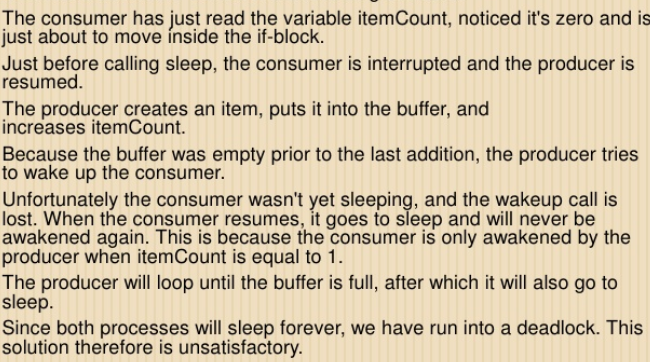 The consumer has just read the variable itemCount, noticed it's zero and is
just about to move inside the if-block.
Just before calling sleep, the consumer is interrupted and the producer is
resumed.
The producer creates an item, puts it into the buffer, and
increases itemCount.
Because the buffer was empty prior to the last addition, the producer tries
to wake up the consumer.
Unfortunately the consumer wasn't yet sleeping, and the wakeup call is
lost. When the consumer resumes, it goes to sleep and will never be
awakened again. This is because the consumer is only awakened by the
producer when itemCount is equal to 1.
The producer will loop until the buffer is full, after which it will also go to
sleep.
Since both processes will sleep forever, we have run into a deadlock. This
solution therefore is unsatisfactory.